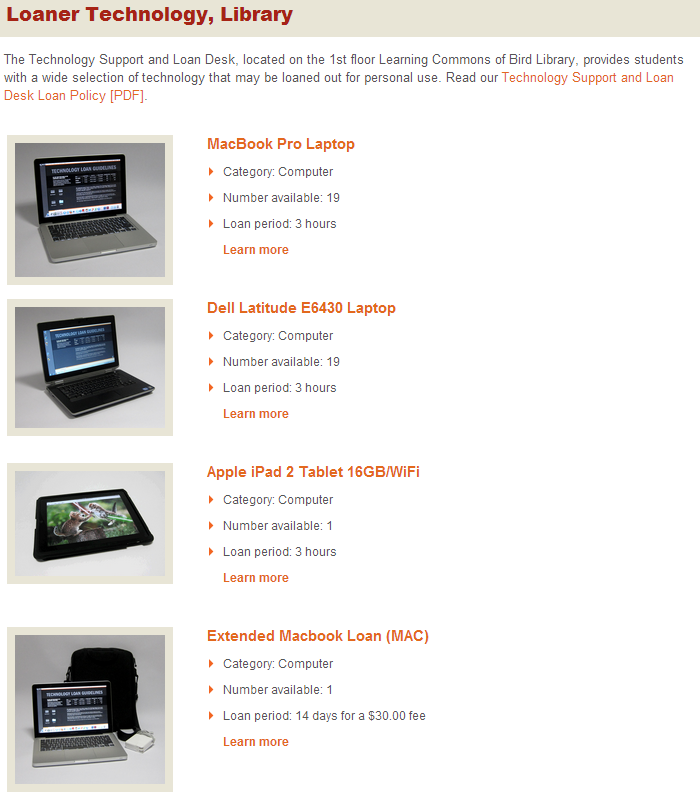 Loaner Technology, Library
The Technology Support and Loan Desk, located on the 1st floor Learning Commons of Bird Library, provides students
with a wide selection of technology that may be loaned out for personal use. Read our Technology Support and Loan
Desk Loan Policy [PDF].
MacBook Pro Laptop
Category: Computer
Number available: 19
Loan period: 3 hours
Learn more
TECHNOLOGY LOAN GUIDELINES
Dell Latitude E6430 Laptop
Category: Computer
Number available: 19
Loan period: 3 hours
Learn more
TECHNOLOGY LOAN GUIDELINES
Apple iPad 2 Tablet 16GB/WiFi
Category: Computer
Number available: 1
Loan period: 3 hours
Learn more
Extended Macbook Loan (MAC)
Category: Computer
Number available: 1
Loan period: 14 days for a $30.00 fee
Learn more
TECHNOLOGY LOAN GUIDELINES